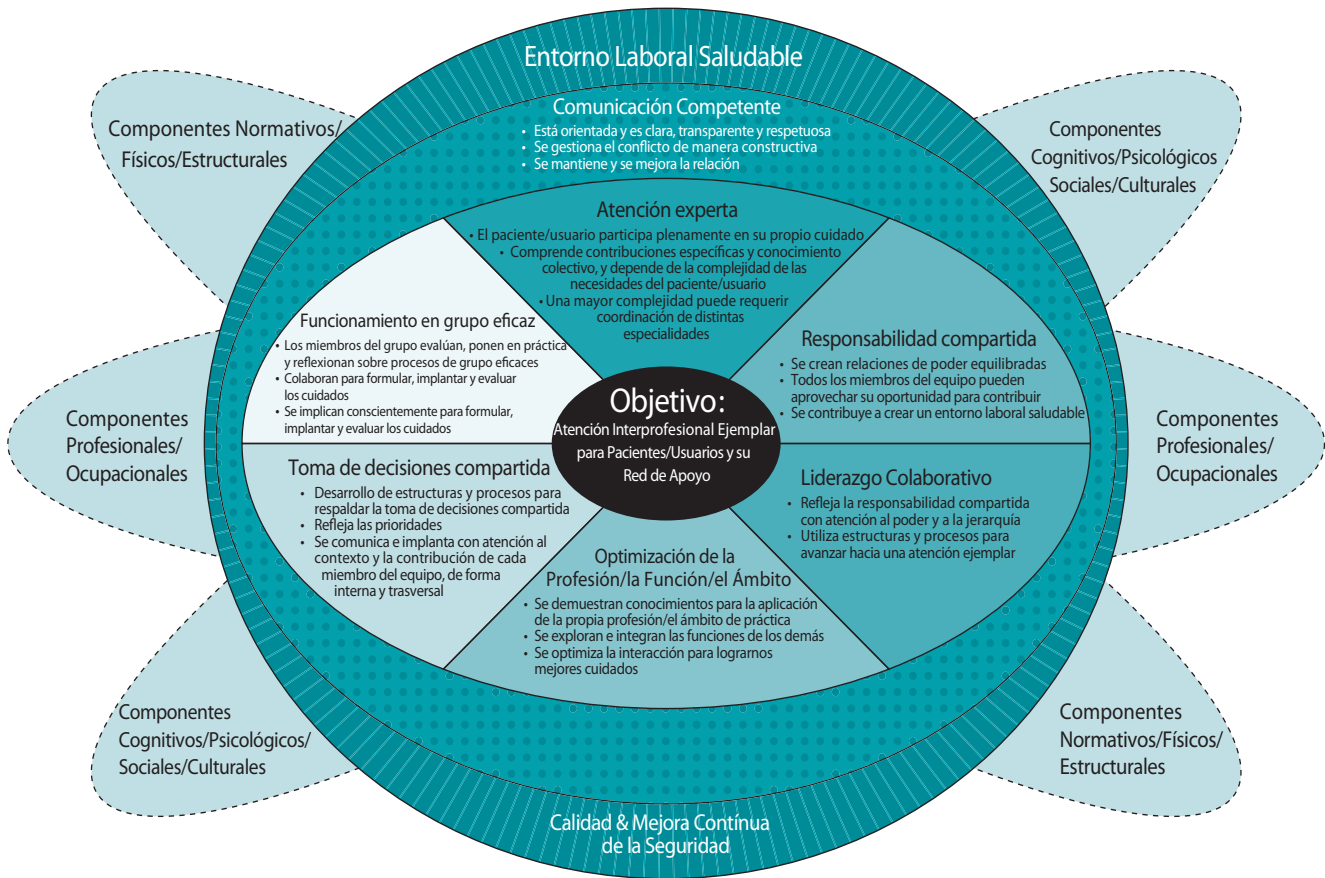 Entorno Laboral Saludable
Comunicación Competente
• Está orientada y es clara, transparente y respetuosa
• Se gestiona el conflicto de manera constructiva
• Se mantiene y se mejora la relación
Componentes Normativos/
Físicos/Estructurales
Componentes
Cognitivos/Psicológicos
Sociales/Culturales
Atención experta
• El paciente/usuario participa plenamente en su propio cuidado
• Comprende contribuciones específicas y conocimiento
colectivo, y depende de la complejidad de las
necesidades del paciente/usuario
• Una mayor complejidad puede requerir
coordinación de distintas
especialidades
Funcionamiento en grupo eficaz
• Los miembros del grupo evalúan, ponen en práctica
y reflexionan sobre procesos de grupo eficaces
• Colaboran para formular, implantar y evaluar
los cuidados
• Se implican conscientemente para formular,
implantar y evaluar los cuidados
Responsabilidad compartida
• Se crean relaciones de poder equilibradas
• Todos los miembros del equipo pueden
aprovechar su oportunidad para contribuir
• Se contribuye a crear un entorno laboral saludable
Objetivo:
Atención Interprofesional Ejemplar
para Pacientes/Usuarios y su
Red de Apoyo
Componentes
Profesionales/
Ocupacionales
Componentes
Profesionales/
Ocupacionales
Toma de decisiones compartida
• Desarrollo de estructuras y procesos para
respaldar la toma de decisiones compartida
• Refleja las prioridades
• Se comunica e implanta con atención al
contexto y la contribución de cada
miembro del equipo, de forma
interna y trasversal
Liderazgo Colaborativo
• Refleja la responsabilidad compartida
con atención al poder y a la jerarquía
• Utiliza estructuras y procesos para
avanzar hacia una atención ejemplar
Optimización de la
Profesión/la Función/el Ámbito
• Se demuestran conocimientos para la aplicación
de la propia profesión/el ámbito de práctica
• Se exploran e integran las funciones de los demás
• Se optimiza la interacción para lograrnos
mejores cuidados
Componentes
Cognitivos/Psicológicos/
Sociales/Culturales
Componentes
Normativos/Físicos/
Estructurales
Calidad & Mejora Contínua
de la Seguridad